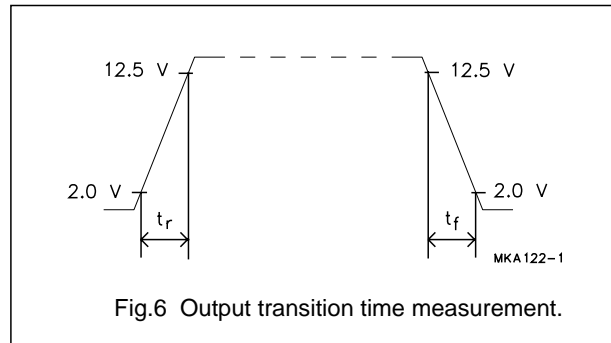 12.5 V
12.5 V
2.0 V
2.0 V
tr
tf
MKA122-1
Fig.6 Output transition time measurement.